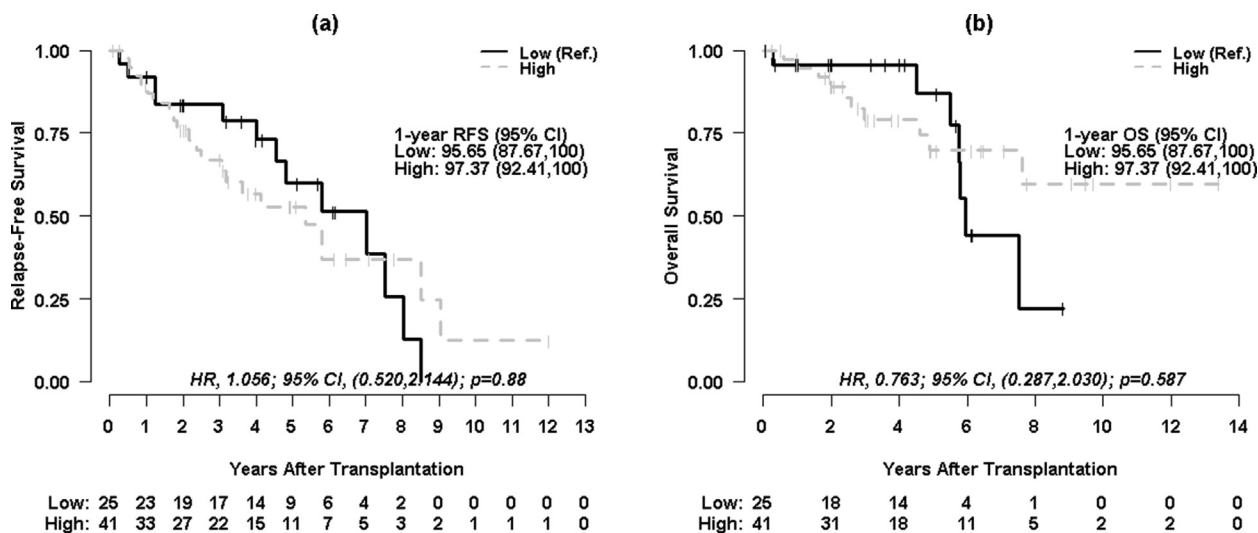 (a)
Relapse-Free Survival
1.00
0.75
0.50
0.25
0.00
Low (Ref.)
High
1-year RFS (95% CI)
Low: 95.65 (87.67,100)
High: 97.37 (92.41,100)
HR, 1.056; 95% CI, (0.520,2.144); p=0.88
0 1 2 3 4 5 6 7 8 9 10 11 12 13
Years After Transplantation
Low: 25 23 19 17 14 9 6 4 2 0 0 0 0 0
High: 41 33 27 22 15 11 7 5 3 2 1 1 1 0
(b)
Overall Survival
1.00
0.75
0.50
0.25
0.00
Low (Ref.)
High
1-year OS (95% CI)
Low: 95.65 (87.67,100)
High: 97.37 (92.41,100)
HR, 0.763; 95% CI, (0.287,2.030); p=0.587
0 2 4 6 8 10 12 14
Years After Transplantation
Low: 25 18 14 4 1 0 0 0
High: 41 31 18 11 5 2 2 0